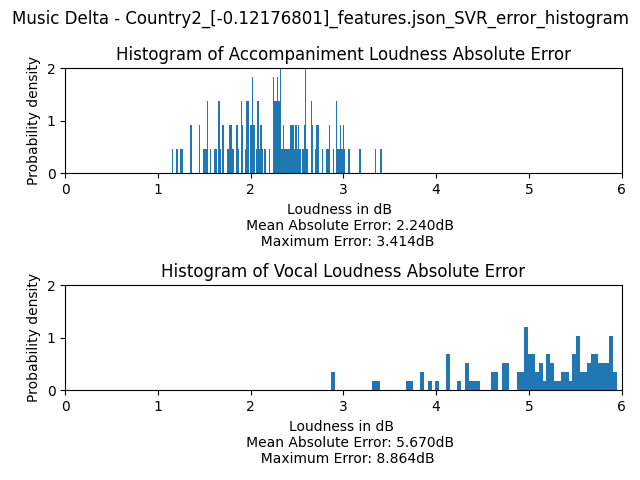 Music Delta - Country2_[-0.12176801]_features.json_SVR_error_histogram
Histogram of Accompaniment Loudness Absolute Error
Probability density
2
1
0
0 1 2 3 4 5 6
Loudness in dB
Mean Absolute Error: 2.240dB
Maximum Error: 3.414dB
Histogram of Vocal Loudness Absolute Error
Probability density
2
1
0
0 1 2 3 4 5 6
Loudness in dB
Mean Absolute Error: 5.670dB
Maximum Error: 8.864dB